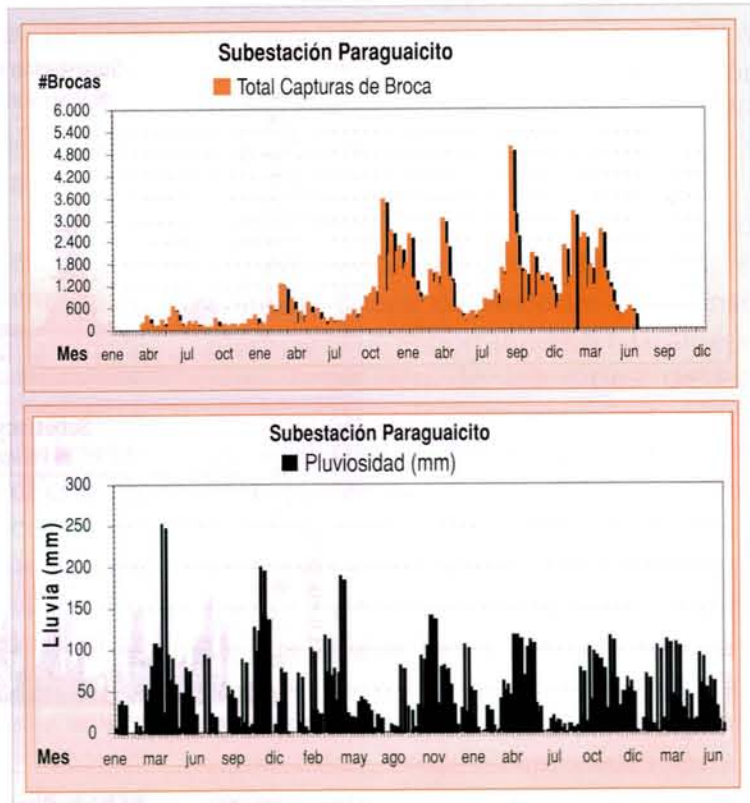 Subestación Paraguaicito
#Brocas
Total Capturas de Broca
6.000
5.400
4.800
4.200
3.600
3.000
2.400
1.800
1.200
600
0
Mes ene abr jul oct ene abr jul oct ene abr jul sep dic mar jun sep dic
Subestación Paraguaicito
Pluviosidad (mm)
Lluvia (mm)
300
250
200
150
100
50
0
Mes ene mar jun sep dic feb may ago nov ene abr jul oct dic mar jun